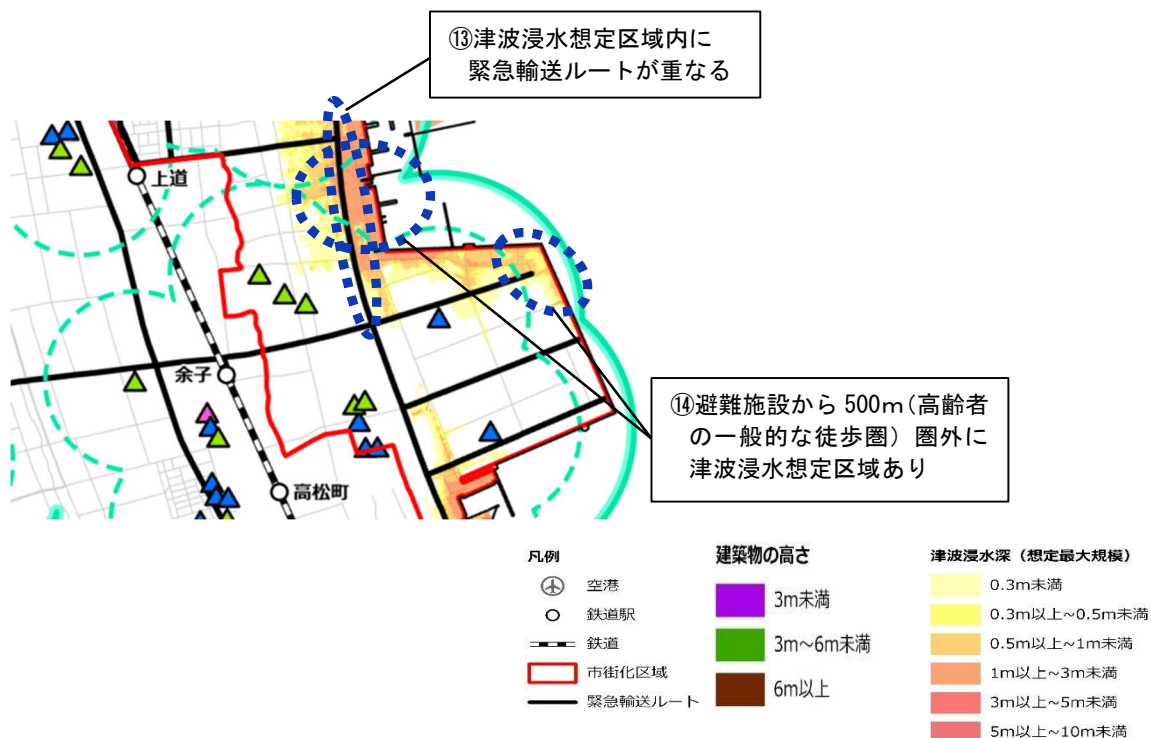 ⑬津波浸水想定区域内に
緊急輸送ルートが重なる
上道
余子
高松町
⑭避難施設から500m(高齢者
の一般的な徒歩圏)圏外に
津波浸水想定区域あり
凡例
空港
鉄道駅
鉄道
市街化区域
緊急輸送ルート
建築物の高さ
3m未満
3m~6m未満
6m以上
津波浸水深(想定最大規模)
0.3m未満
0.3m以上~0.5m未満
0.5m以上~1m未満
1m以上~3m未満
3m以上~5m未満
5m以上~10m未満